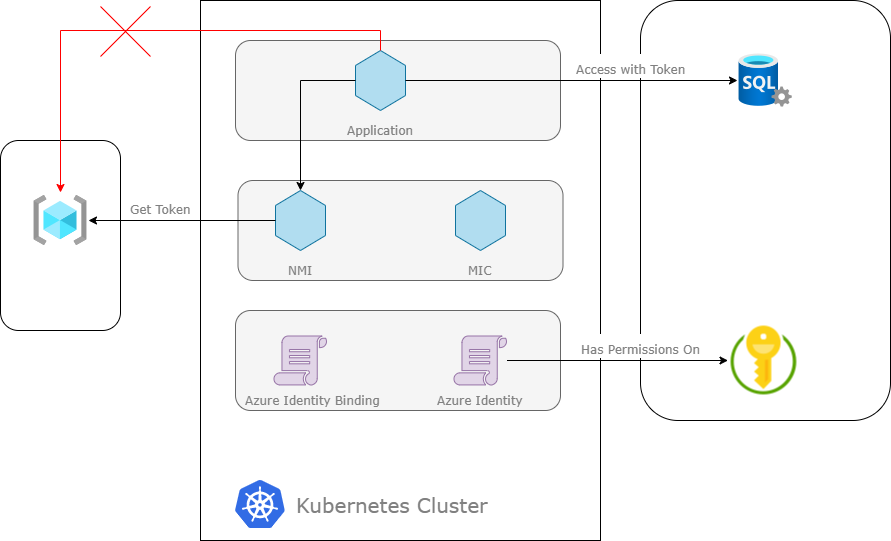 Access with Token
SQL
Application
Get Token
NMI
MIC
Has Permissions On
Azure Identity Binding
Azure Identity
Kubernetes Cluster